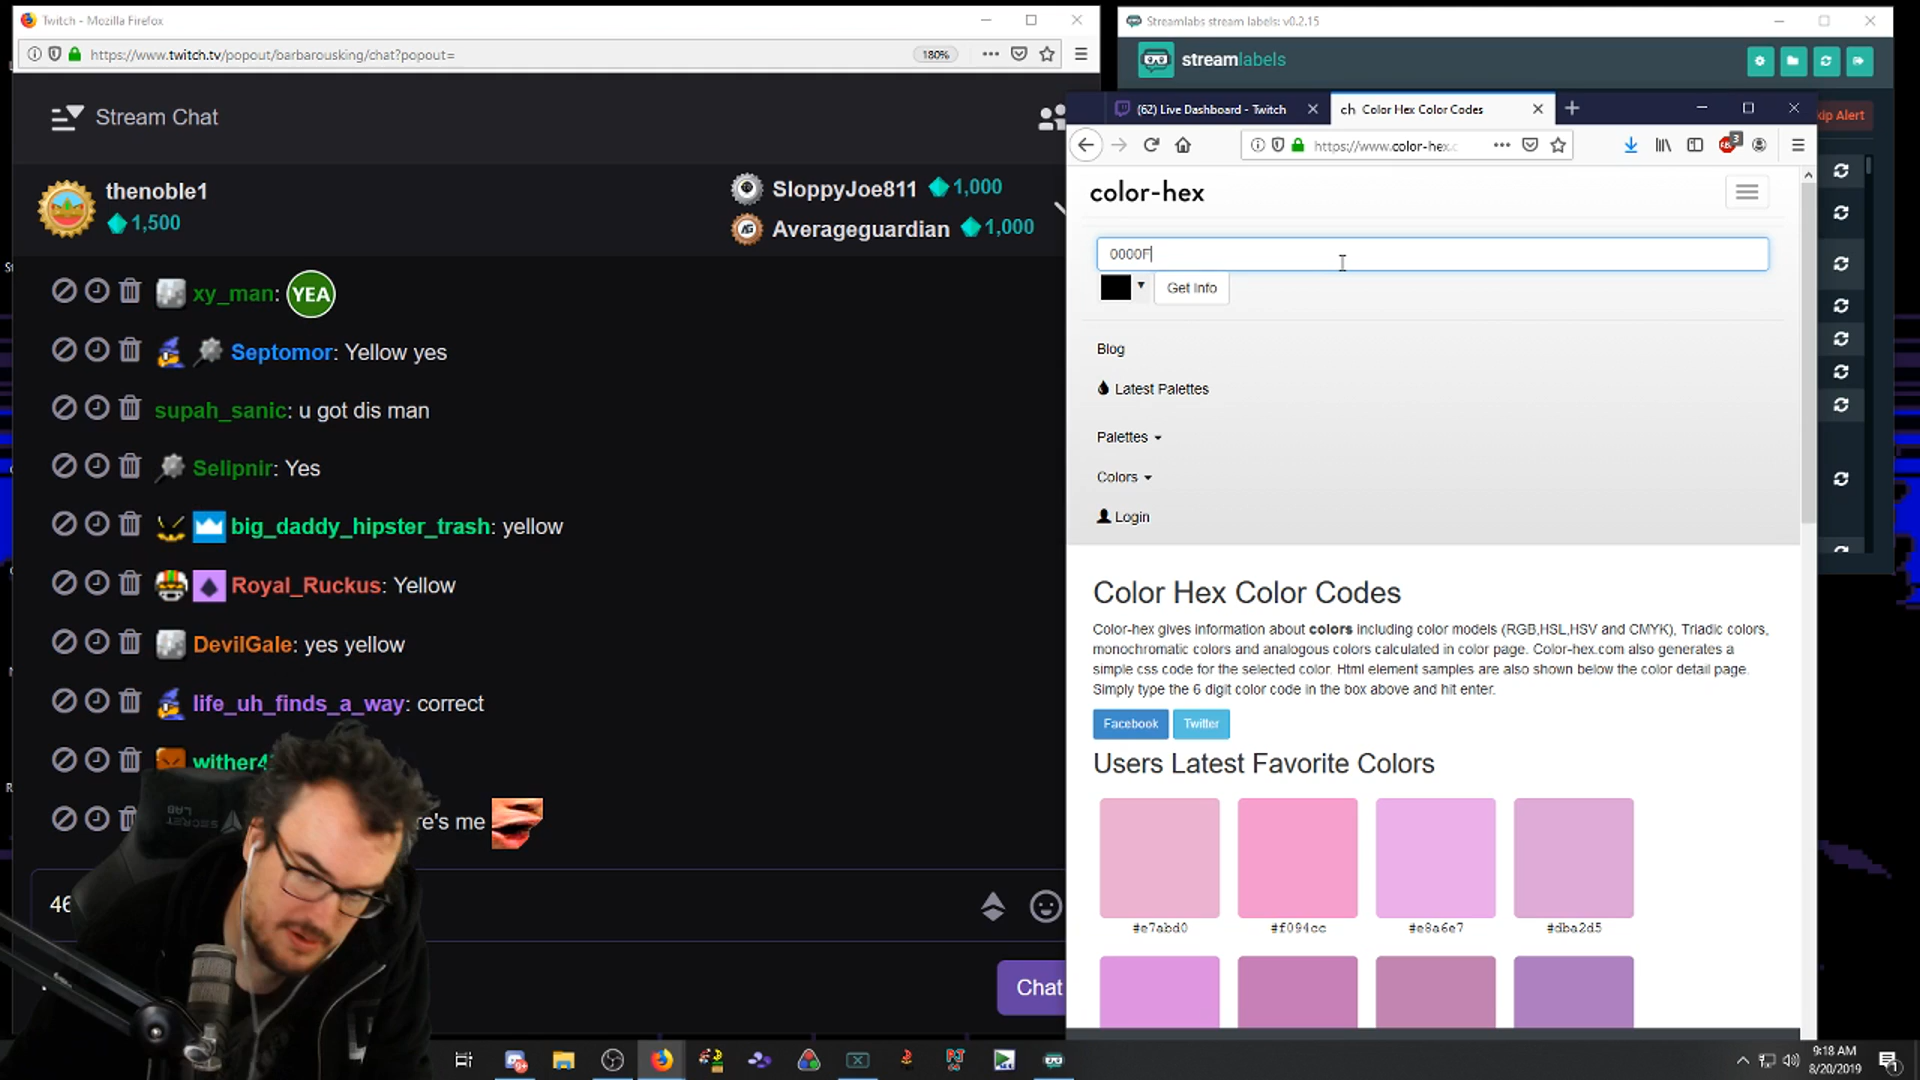 Twitch - Mozilla Firefox
https://www.twitch.tv/popout/barbarousking/chat?popout=
180%
Stream Chat
thenoble1
1,500
SloppyJoe811 1,000
Averageguardian 1,000
xy_man: YEA
Septomor: Yellow yes
supah_sanic: u got dis man
Selipnir: Yes
big_daddy_hipster_trash: yellow
Royal_Ruckus: Yellow
DevilGale: yes yellow
life_uh_finds_a_way: correct
wither4
re's me
46
Chat
SECRET LAB
Streamlabs stream labels: v0.2.15
streamlabels
kip Alert
(62) Live Dashboard - Twitch
ch Color Hex Color Codes
https://www.color-hex.c
3
color-hex
0000F
Get Info
Blog
Latest Palettes
Palettes
Colors
Login
Color Hex Color Codes
Color-hex gives information about colors including color models (RGB,HSL,HSV and CMYK), Triadic colors,
monochromatic colors and analogous colors calculated in color page. Color-hex.com also generates a
simple css code for the selected color. Html element samples are also shown below the color detail page.
Simply type the 6 digit color code in the box above and hit enter.
Facebook
Twitter
Users Latest Favorite Colors
#e7abd0
#f094cc
#e8a6e7
#dba2d5
9:18 AM
8/20/2019